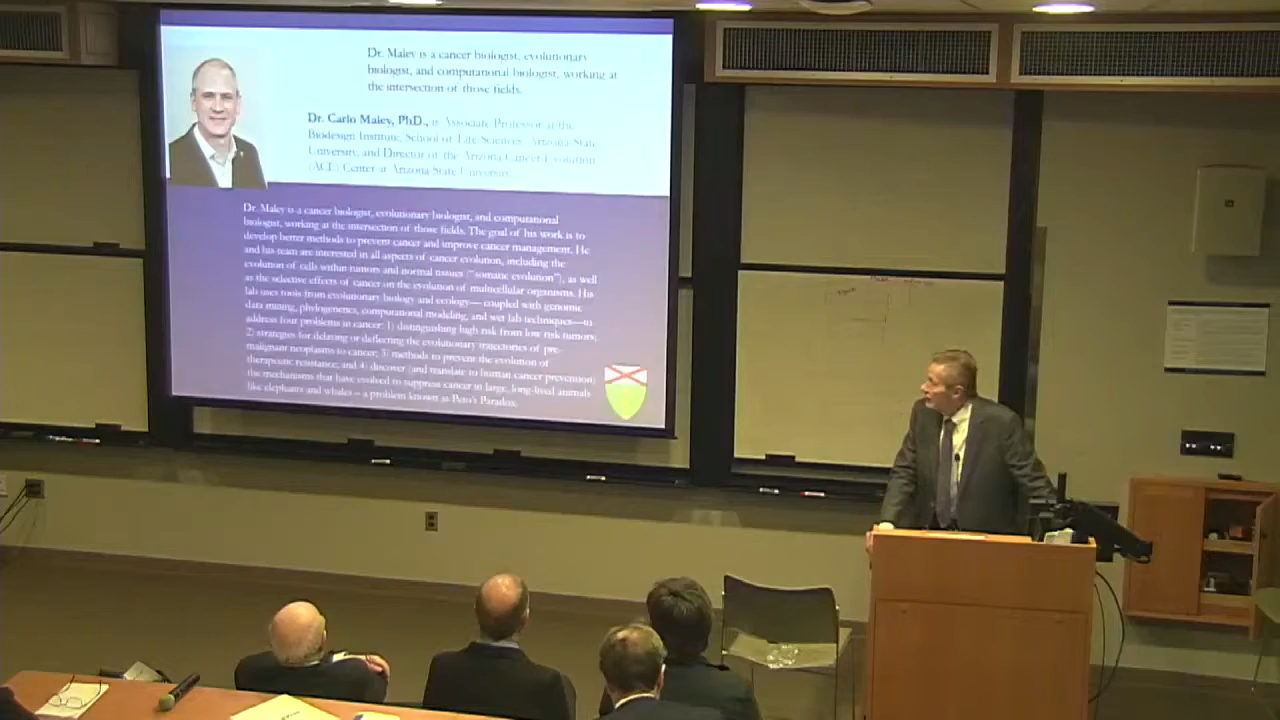 Dr. Maley is a cancer biologist, evolutionary
biologist, and computational biologist, working at
the intersection of those fields.
Dr. Carlo Maley, PhD., is Associate Professor at the
Biodesign Institute, School of Life Sciences, Arizona State
University, and Director of the Arizona Cancer Evolution
(ACE) Center at Arizona State University.
Dr. Maley is a cancer biologist, evolutionary biologist, and computational
biologist, working at the intersection of those fields. The goal of his work is to
develop better methods to prevent cancer and improve cancer management. He
and his team are interested in all aspects of cancer evolution, including the
evolution of cells within tumors and normal tissues ("somatic evolution"), as well
as the selective effects of cancer on the evolution of multicellular organisms. His
lab uses tools from evolutionary biology and ecology—coupled with genomic
data mining, phylogenetics, computational modeling, and wet lab techniques—to
address four problems in cancer: 1) distinguishing high risk from low risk tumors;
2) strategies for delaying or deflecting the evolutionary trajectories of pre-
malignant neoplasms to cancer; 3) methods to prevent the evolution of
therapeutic resistance; and 4) discover (and translate to human cancer prevention)
the mechanisms that have evolved to suppress cancer in large, long-lived animals
like elephants and whales – a problem known as Peto's Paradox.